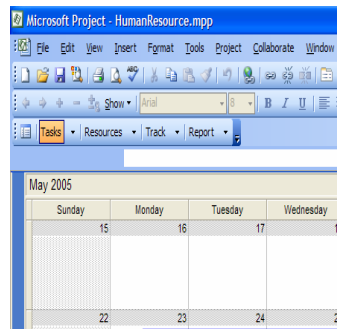 Microsoft Project - HumanResource.mpp
File Edit View Insert Format Tools Project Collaborate Window
Show Arial 8 B I U
Tasks Resources Track Report
May 2005
Sunday Monday Tuesday Wednesday
15 16 17
22 23 24